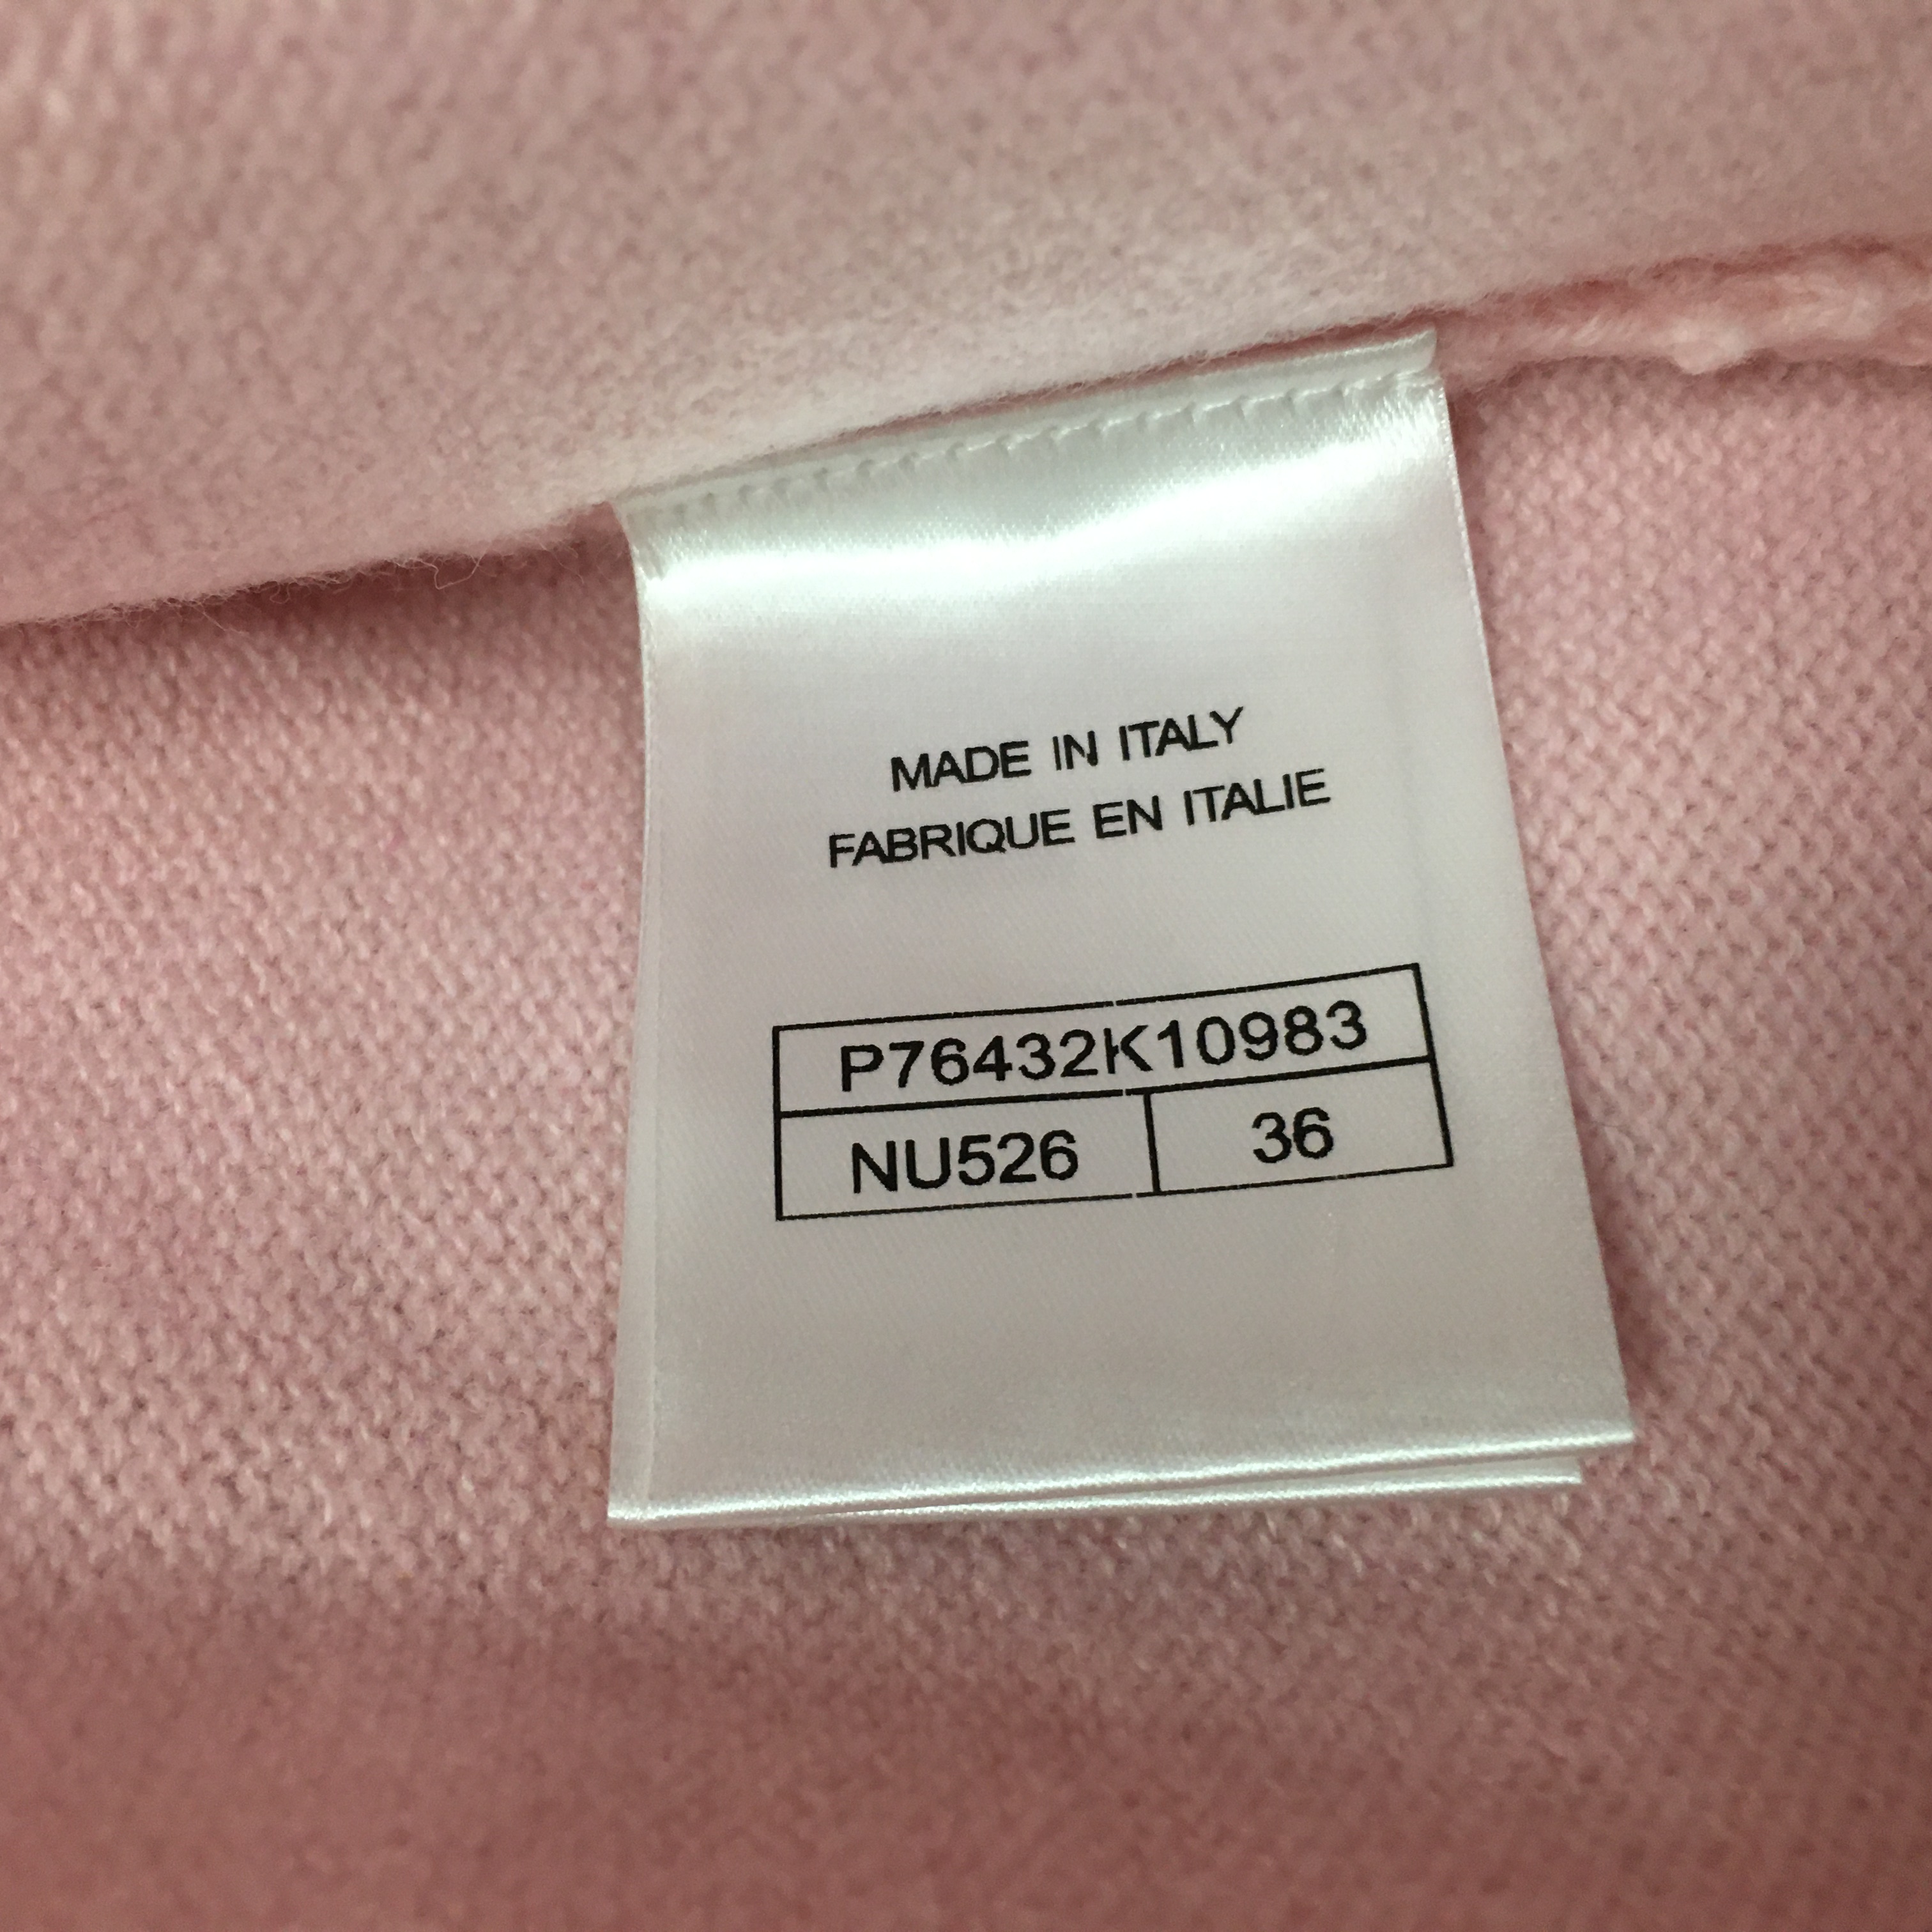 MADE IN ITALY
FABRIQUE EN ITALIE
P76432K10983
NU526 36